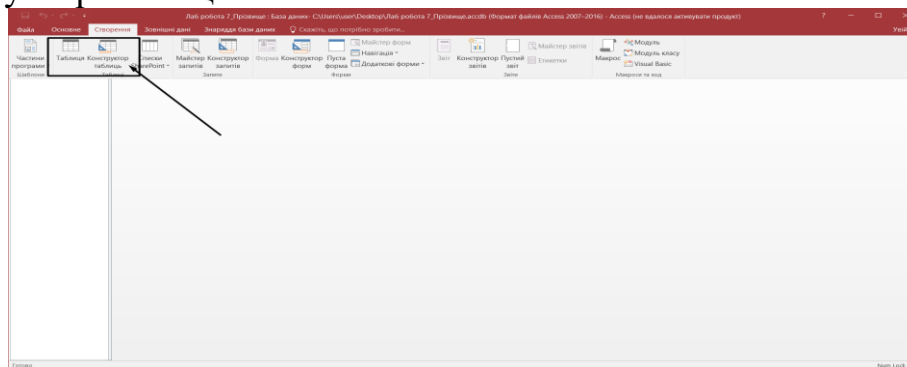 Лаб робота 7_Прозвище : База даних- C:\Users\user\Desktop\Лаб робота 7_Прозвище.accdb (Формат файлів Access 2007–2016) - Access (не вдалося активувати продукт)
Файл Основне Створення Зовнішні дані Знаряддя бази даних Скажіть, що потрібно зробити...
Частини програми
Таблиця
Конструктор таблиць
Списки SharePoint
Майстер запитів
Конструктор запитів
Форма
Конструктор форм
Пуста форма
Майстер форм
Навігація
Додаткові форми
Звіт
Конструктор звітів
Пустий звіт
Майстер звітів
Етикетки
Макрос
Модуль
Модуль класу
Visual Basic
Шаблони Таблиці Запити Форми Звіти Макроси та код
Готово Num Lock